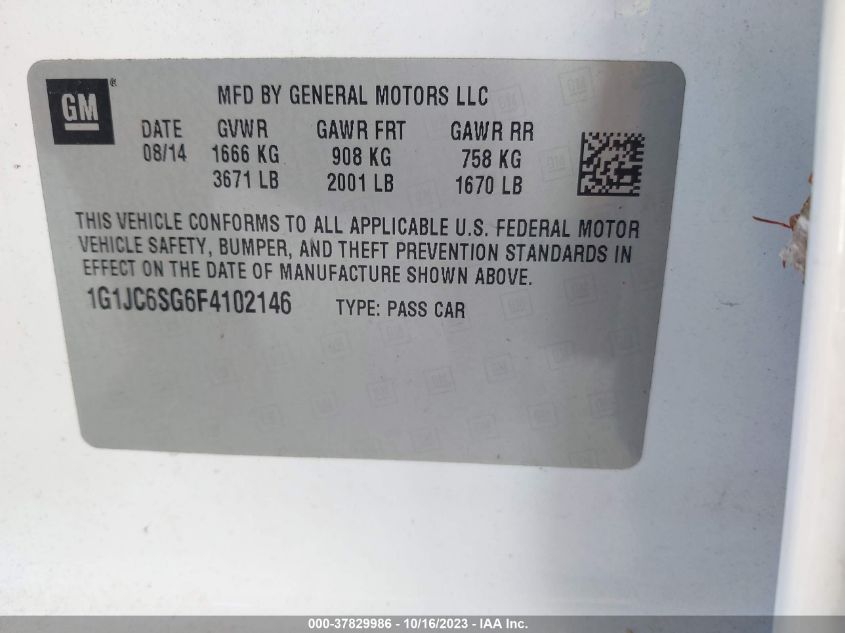 GM®
MFD BY GENERAL MOTORS LLC
DATE GVWR GAWR FRT GAWR RR
08/14 1666 KG 908 KG 758 KG
3671 LB 2001 LB 1670 LB
THIS VEHICLE CONFORMS TO ALL APPLICABLE U.S. FEDERAL MOTOR
VEHICLE SAFETY, BUMPER, AND THEFT PREVENTION STANDARDS IN
EFFECT ON THE DATE OF MANUFACTURE SHOWN ABOVE.
1G1JC6SG6F4102146 TYPE: PASS CAR
000-37829986 - 10/16/2023 - IAA Inc.